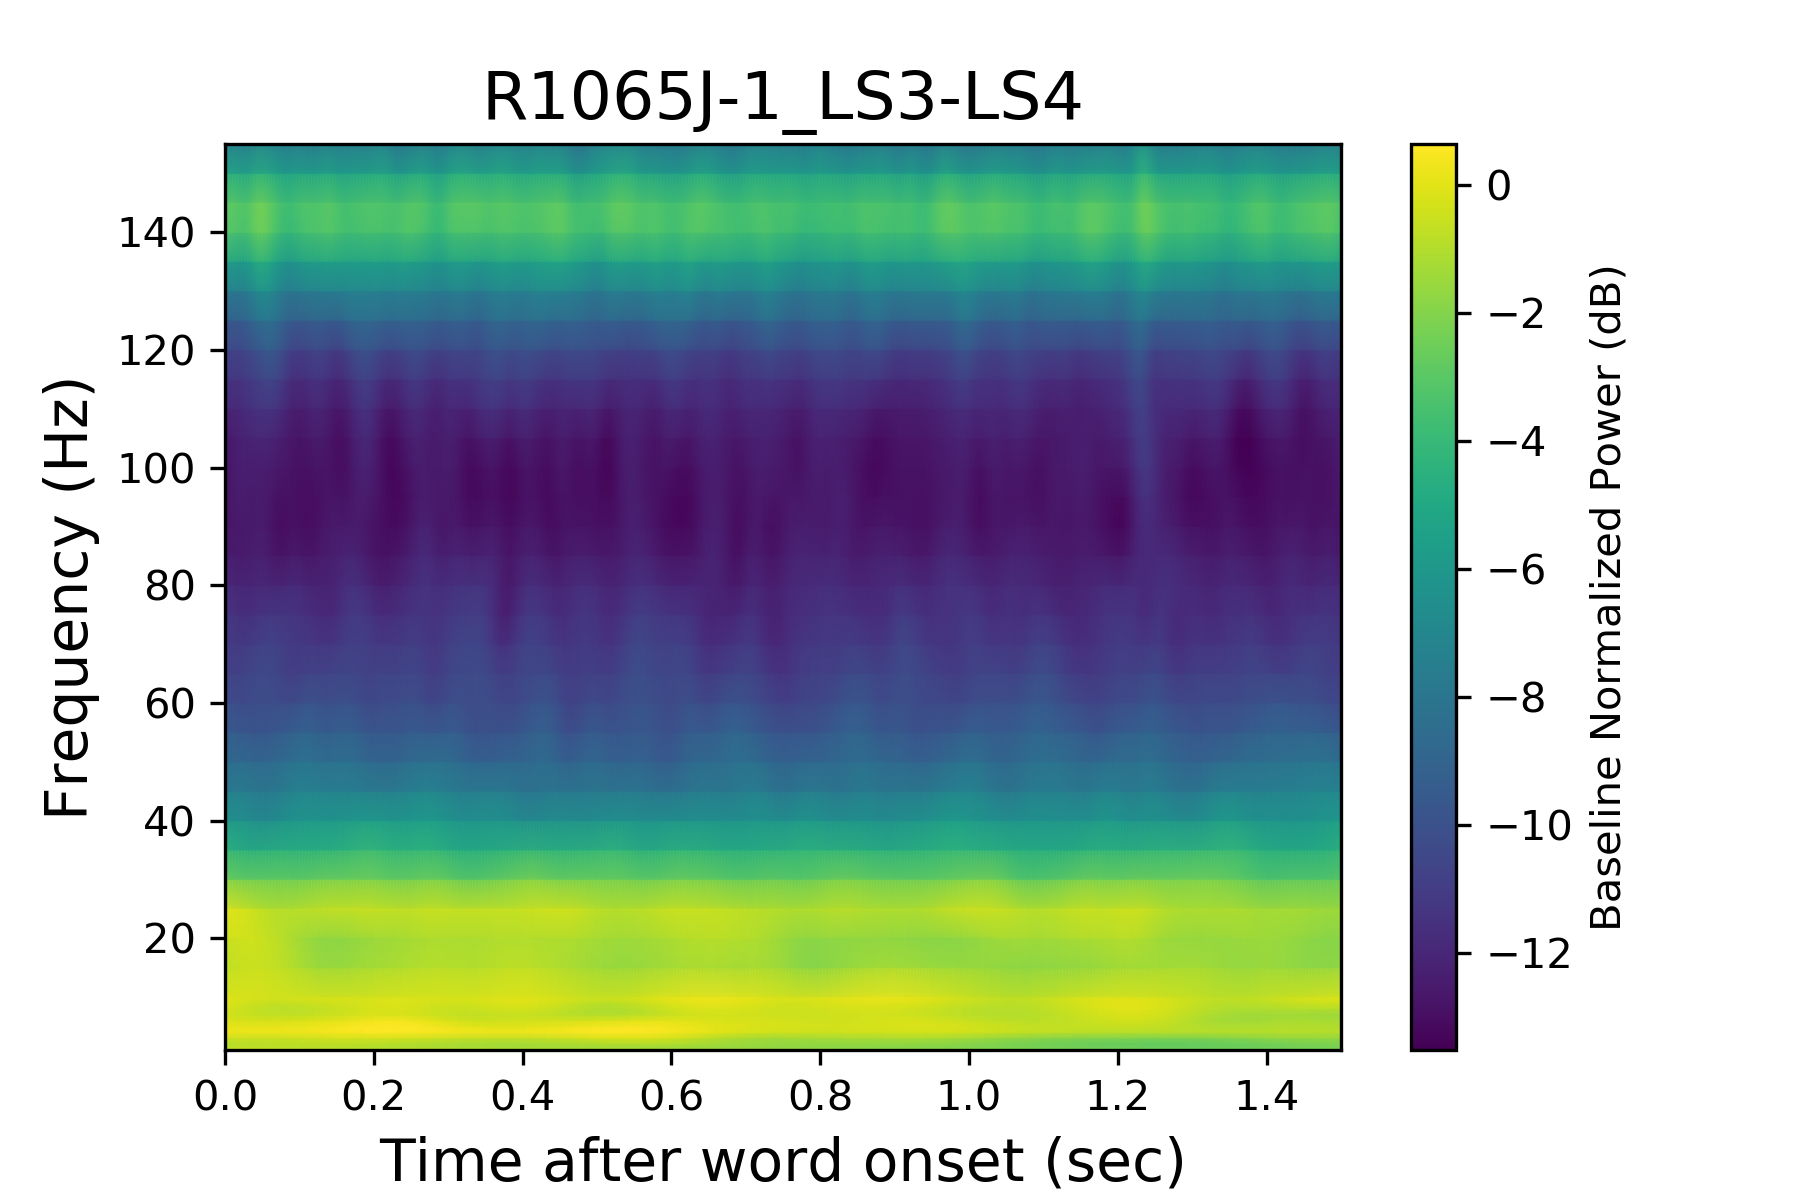 R1065J-1_LS3-LS4
Frequency (Hz)
140
120
100
80
60
40
20
0.0 0.2 0.4 0.6 0.8 1.0 1.2 1.4
Time after word onset (sec)
0
−2
−4
−6
−8
−10
−12
Baseline Normalized Power (dB)